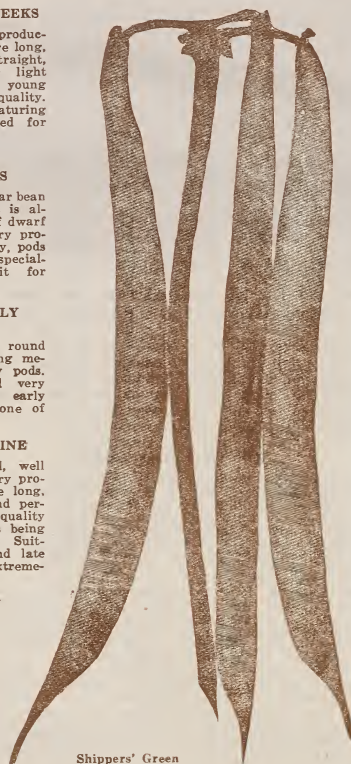 EEKS
produc-
e long,
traight,
light
young
quality.
aturing
ed for
S
ar bean
is al-
f dwarf
ry pro-
y, pods
special-
it for
LY
round
ng me-
y pods.
l very
early
one of
INE
l, well
ry pro-
e long,
nd per-
quality
s being
Suit-
nd late
xtreme-
Shippers' Green